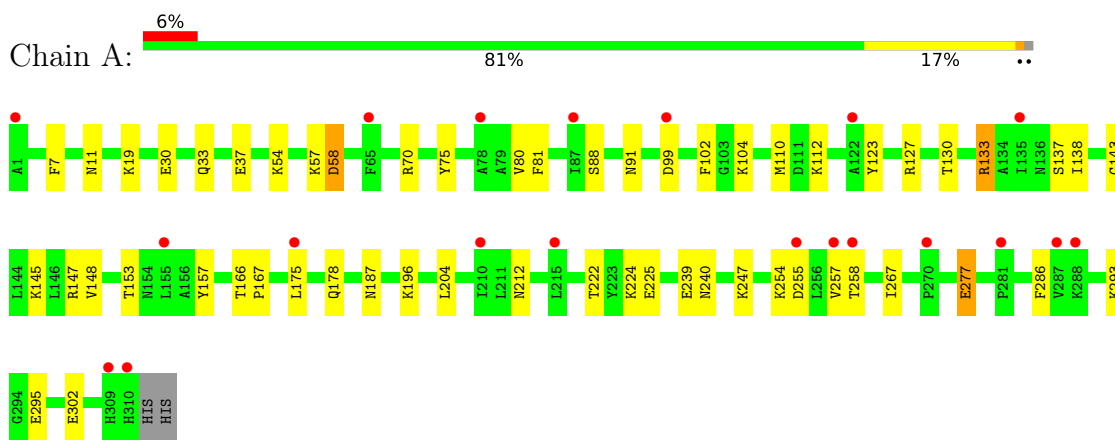 6%
Chain A:
81% 17% ••
A1 F7 N11 K19 E30 Q33 E37 K54 K57 D58 F65 R70 Y75 A78 A79 V80 F81 I87 S88 N91 D99 F102 G103 K104 M110 D111 K112 A122 Y123 R127 T130 R133 A134 I135 N136 S137 I138
L144 K145 L146 R147 V148 T153 N154 L155 A156 Y157 T166 P167 L175 Q178 N187 K196 L204 I210 L211 N212 L215 T222 Y223 K224 E225 E239 N240 K247 K254 D255 L256 V257 T258 I267 P270 E277 P281 F286 V287 K288
G294 E295 E302 H309 H310 HIS HIS